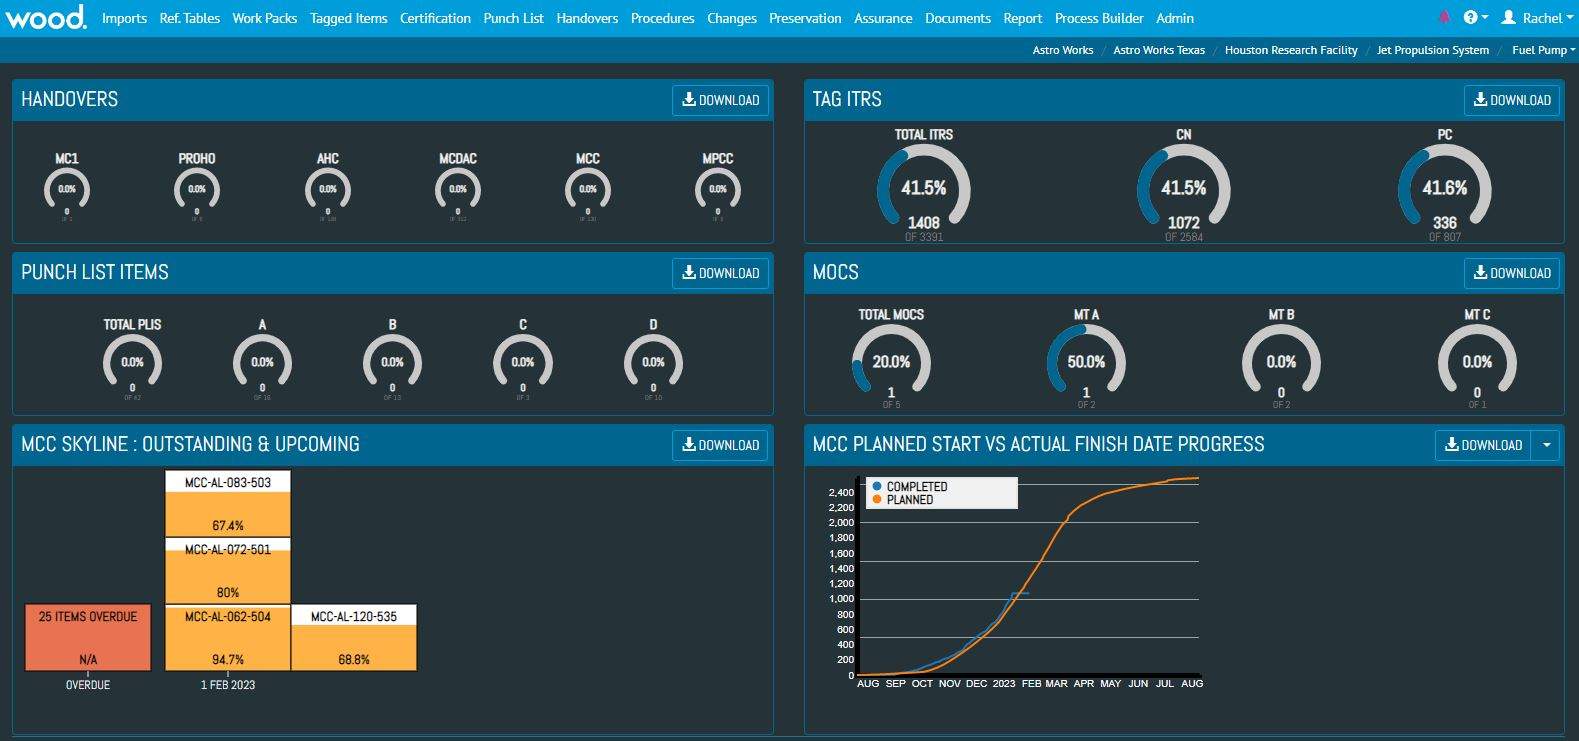 wood.
Imports Ref. Tables Work Packs Tagged Items Certification Punch List Handovers Procedures Changes Preservation Assurance Documents Report Process Builder Admin
Rachel
Astro Works / Astro Works Texas / Houston Research Facility / Jet Propulsion System / Fuel Pump
HANDOVERS
DOWNLOAD
MC1 PROHO AHC MCDAC MCC MPCC
0.0% 0.0% 0.0% 0.0% 0.0% 0.0%
0 0 0 0 0 0
TAG ITRS
DOWNLOAD
TOTAL ITRS CN PC
41.5% 41.5% 41.6%
1408 1072 336
OF 3391 OF 2584 OF 807
PUNCH LIST ITEMS
DOWNLOAD
TOTAL PLIS A B C D
0.0% 0.0% 0.0% 0.0% 0.0%
0 0 0 0 0
OF 42 OF 16 OF 13 OF 3 OF 10
MOCS
DOWNLOAD
TOTAL MOCS MT A MT B MT C
20.0% 50.0% 0.0% 0.0%
1 1 0 0
OF 5 OF 2 OF 2 OF 1
MCC SKYLINE : OUTSTANDING & UPCOMING
DOWNLOAD
MCC-AL-083-503
67.4%
MCC-AL-072-501
80%
25 ITEMS OVERDUE MCC-AL-062-504 MCC-AL-120-535
N/A 94.7% 68.8%
OVERDUE 1 FEB 2023
MCC PLANNED START VS ACTUAL FINISH DATE PROGRESS
DOWNLOAD
COMPLETED
PLANNED
2,400
2,200
2,000
1,800
1,600
1,400
1,200
1,000
800
600
400
200
0
AUG SEP OCT NOV DEC 2023 FEB MAR APR MAY JUN JUL AUG